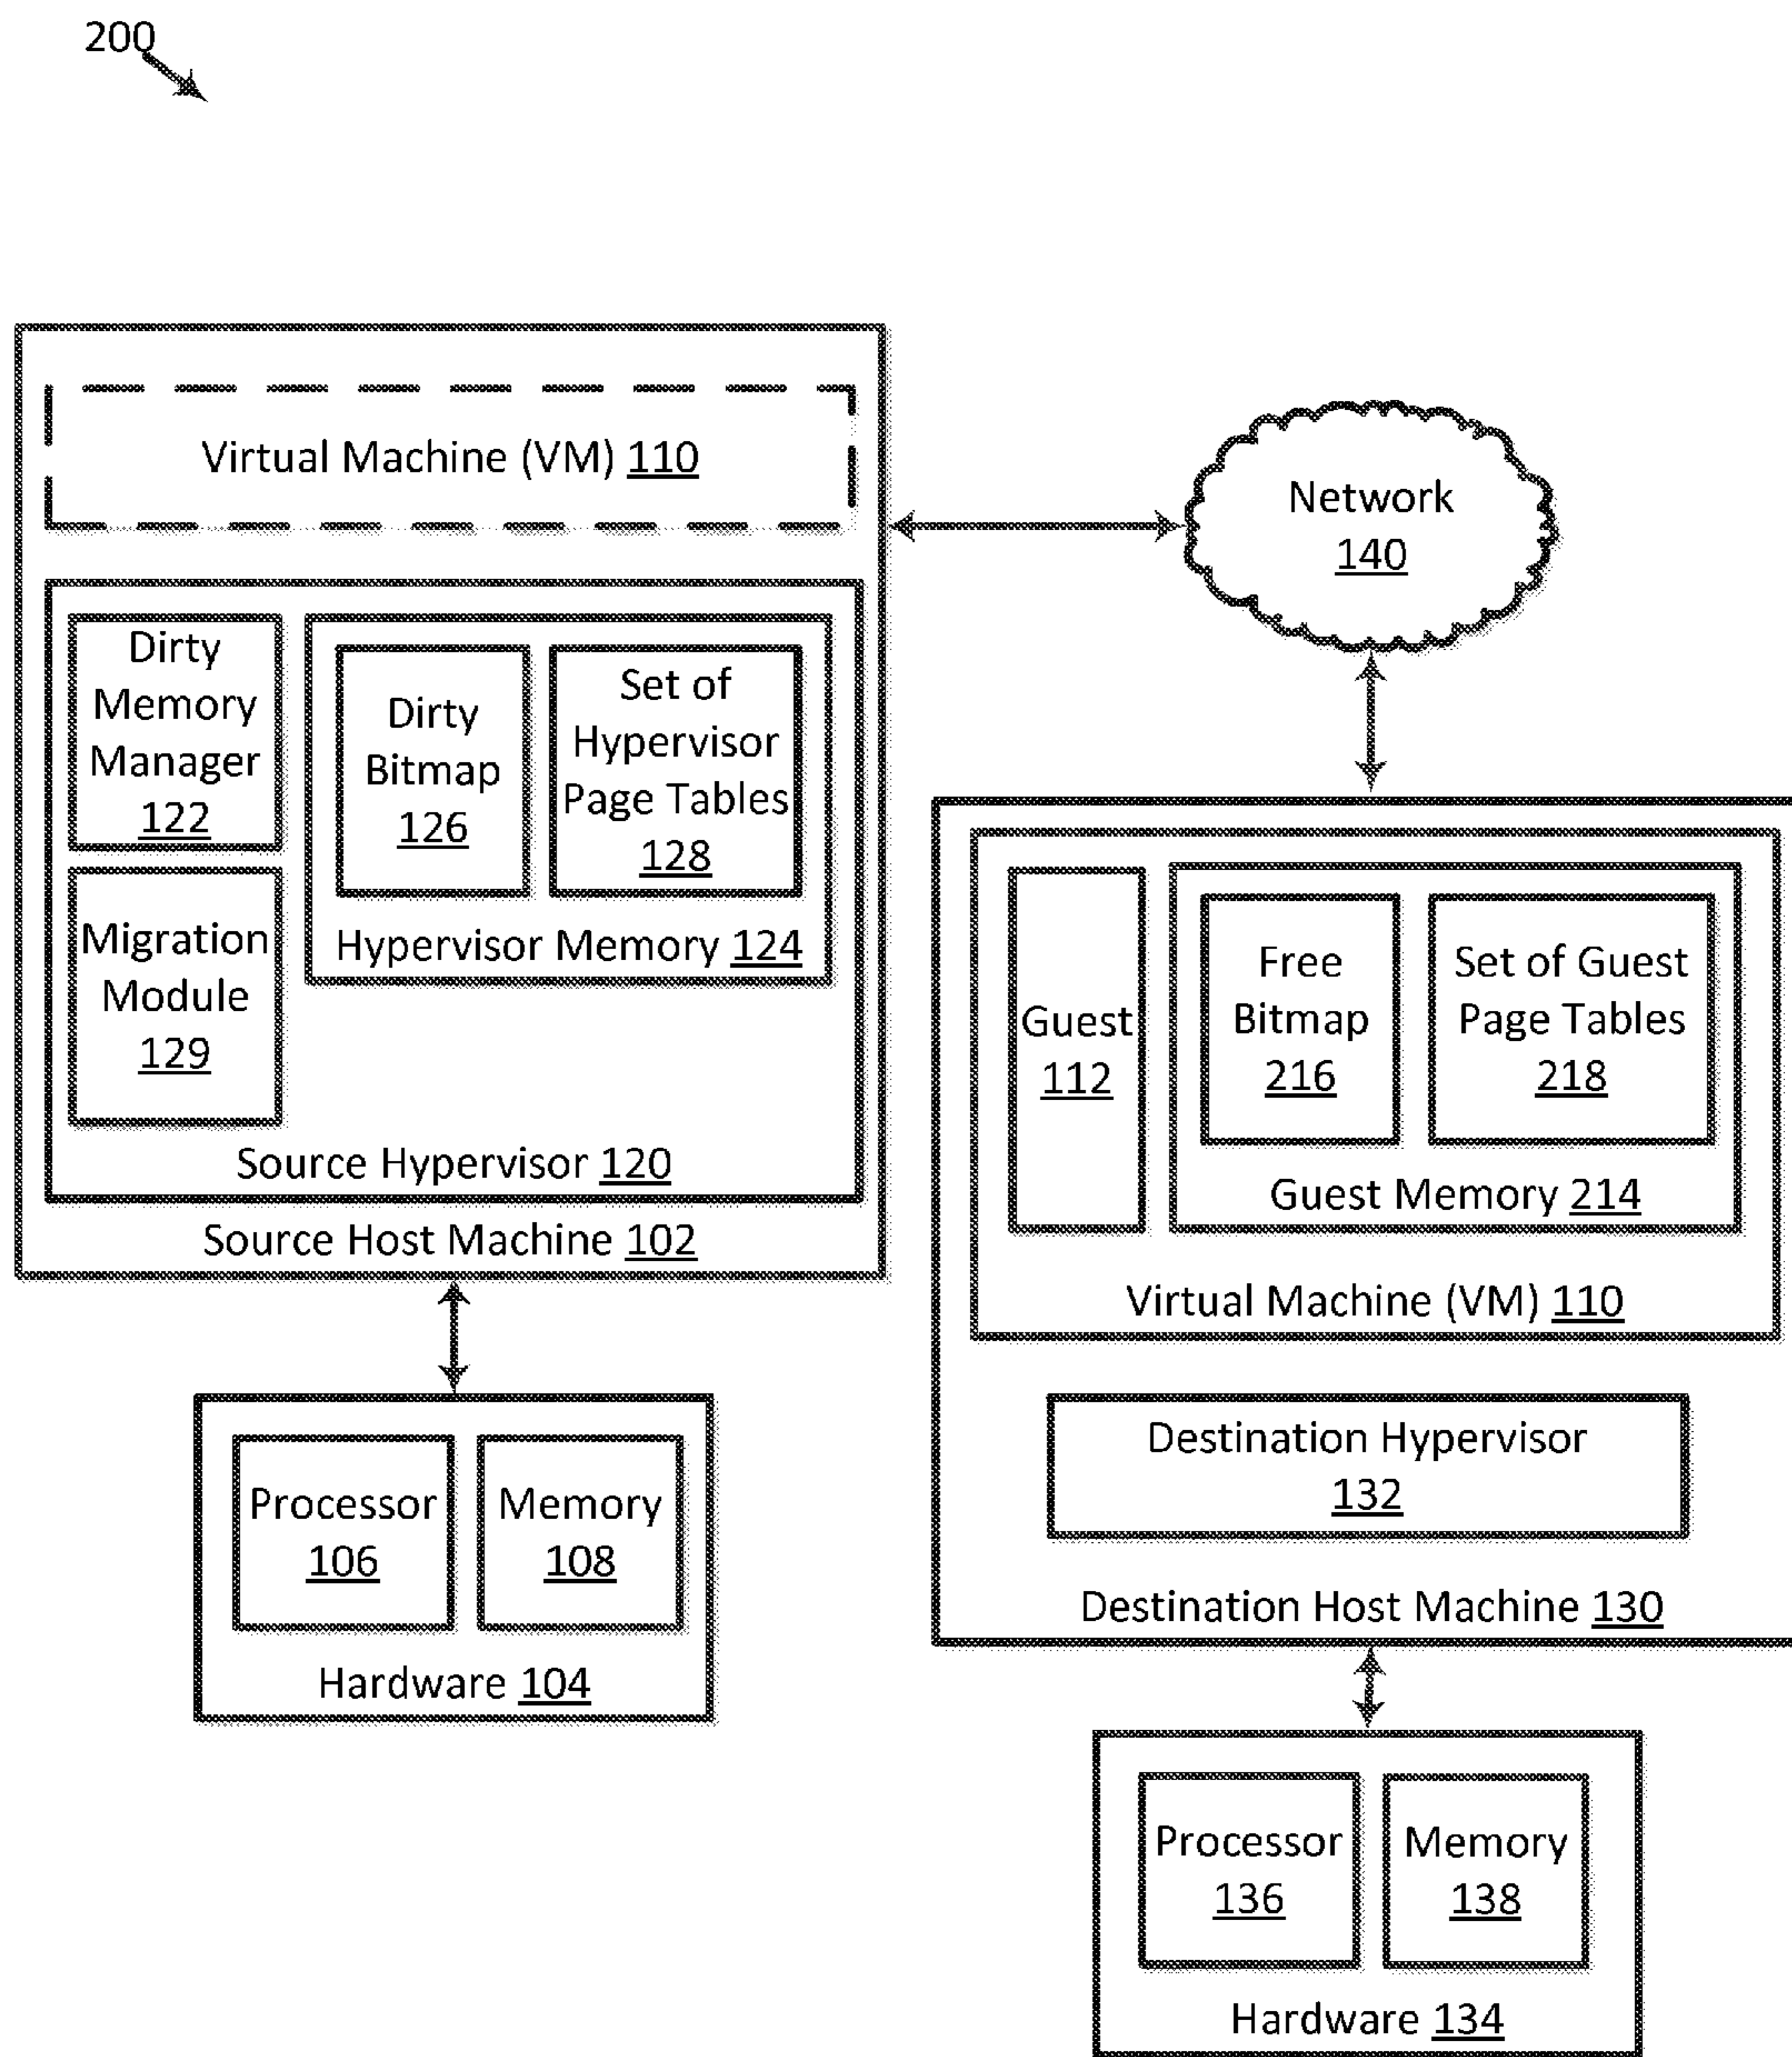 200
Virtual Machine (VM) 110
Network
140
Dirty
Memory
Manager
122
Dirty
Bitmap
126
Set of
Hypervisor
Page Tables
128
Hypervisor Memory 124
Migration
Module
129
Source Hypervisor 120
Source Host Machine 102
Processor
106
Memory
108
Hardware 104
Guest
112
Free
Bitmap
216
Set of Guest
Page Tables
218
Guest Memory 214
Virtual Machine (VM) 110
Destination Hypervisor
132
Destination Host Machine 130
Processor
136
Memory
138
Hardware 134